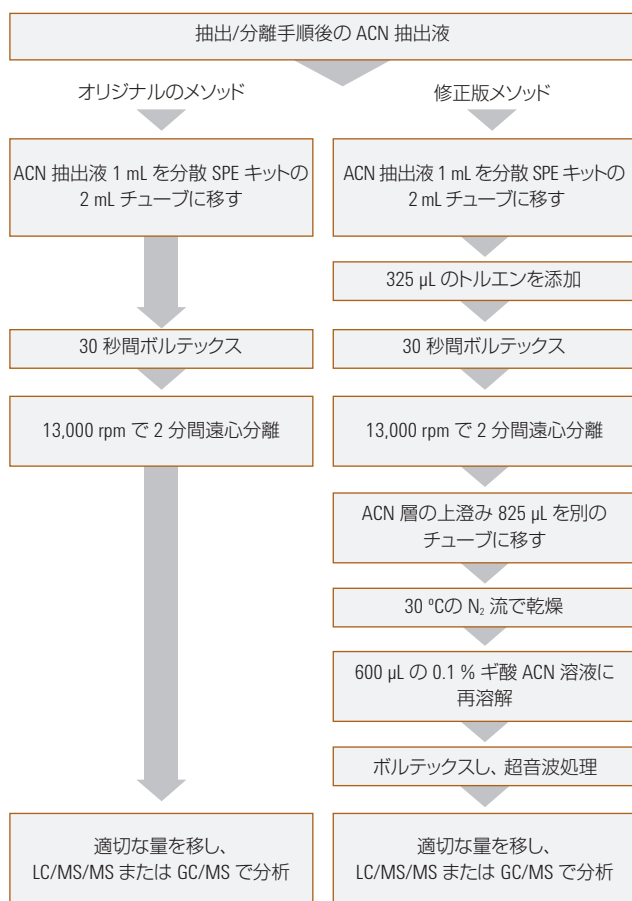 抽出/分離手順後の ACN 抽出液
オリジナルのメソッド
ACN 抽出液 1 mL を分散 SPE キットの
2 mL チューブに移す
30 秒間ボルテックス
13,000 rpm で 2 分間遠心分離
適切な量を移し、
LC/MS/MS または GC/MS で分析
修正版メソッド
ACN 抽出液 1 mL を分散 SPE キットの
2 mL チューブに移す
325 µL のトルエンを添加
30 秒間ボルテックス
13,000 rpm で 2 分間遠心分離
ACN 層の上澄み 825 µL を別の
チューブに移す
30 ºCの N₂ 流で乾燥
600 µL の 0.1 % ギ酸 ACN 溶液に
再溶解
ボルテックスし、超音波処理
適切な量を移し、
LC/MS/MS または GC/MS で分析